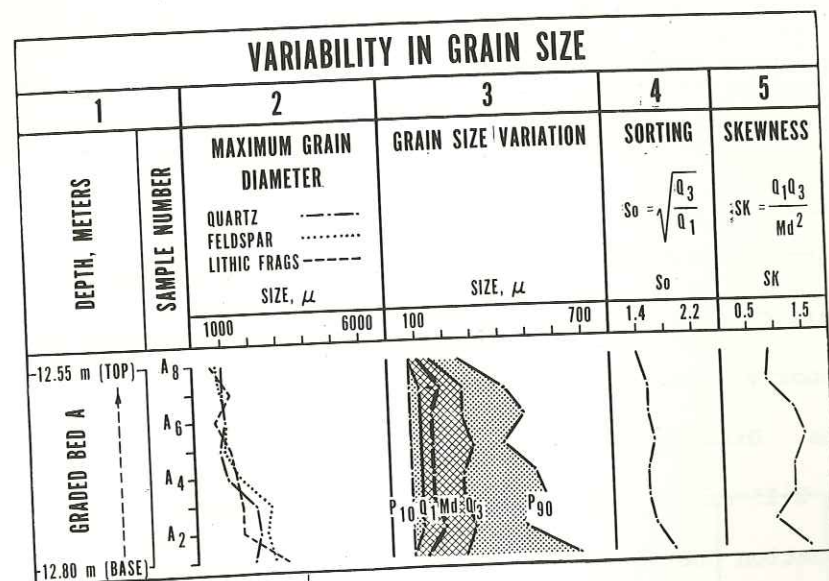 VARIABILITY IN GRAIN SIZE
1 2 3 4 5
DEPTH, METERS
SAMPLE NUMBER
MAXIMUM GRAIN
DIAMETER
QUARTZ
FELDSPAR
LITHIC FRAGS
SIZE, μ
1000 6000
GRAIN SIZE VARIATION
SIZE, μ
100 700
SORTING
So = √Q3/Q1
So
1.4 2.2
SKEWNESS
SK = Q1Q3/Md2
SK
0.5 1.5
12.55 m (TOP)
GRADED BED A
12.80 m (BASE)
A8
A6
A4
A2
P10 Q1 Md Q3 P90